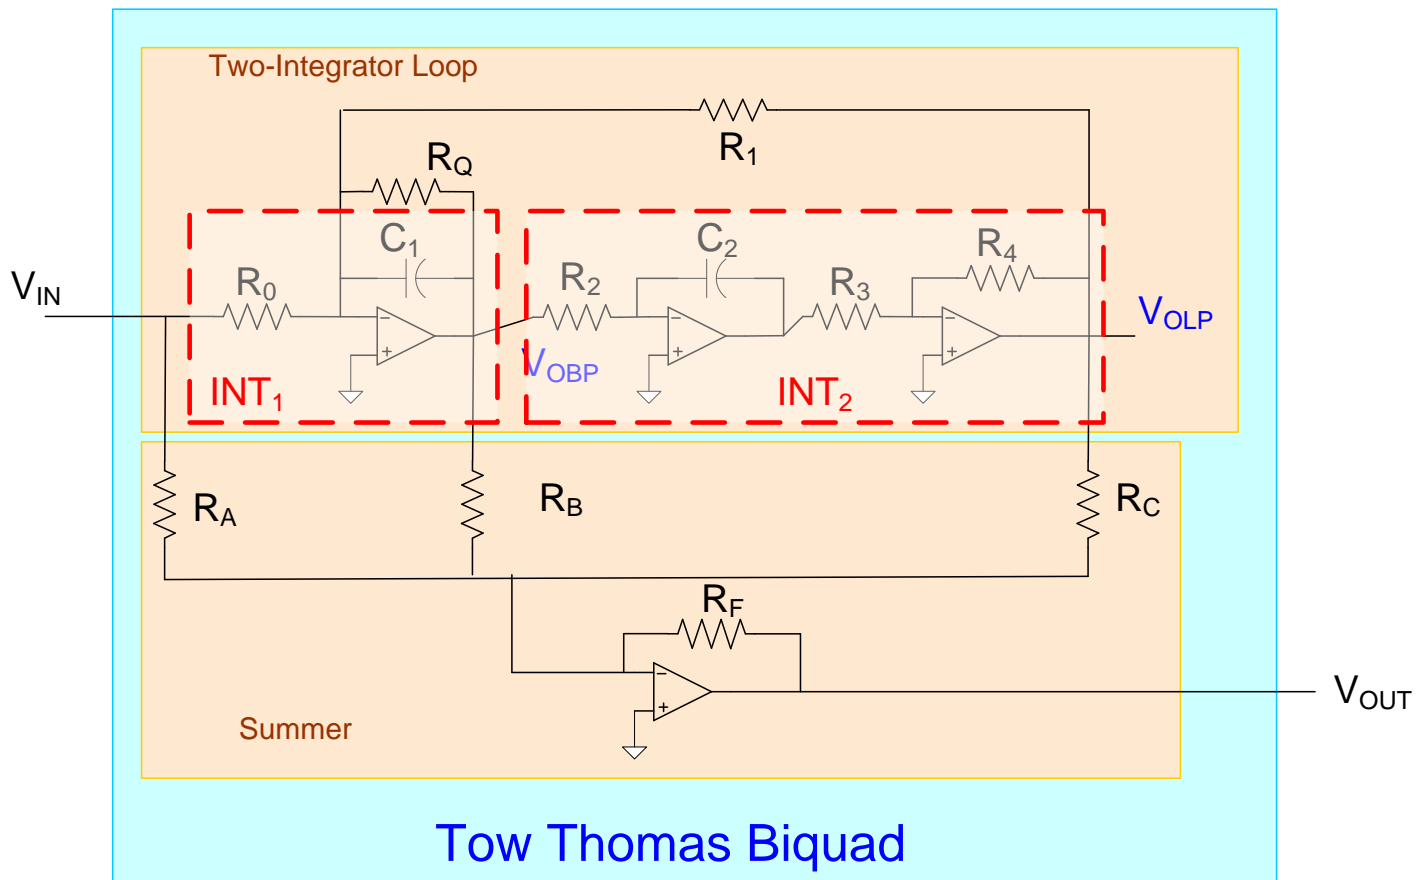 Two-Integrator Loop
R1
RQ
C1
C2
R4
R0
R2
R3
VIN
VOLP
VOBP
INT1
INT2
RA
RB
RC
RF
VOUT
Summer
Tow Thomas Biquad